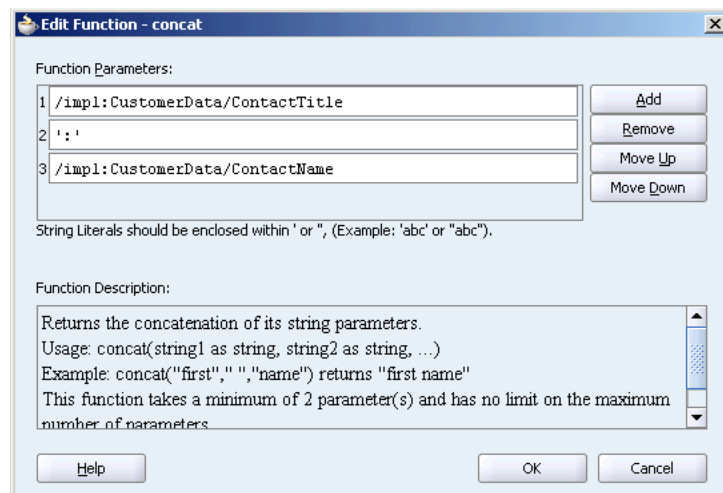 Edit Function - concat
Function Parameters:
1 /impl:CustomerData/ContactTitle
2 ':'
3 /impl:CustomerData/ContactName
Add
Remove
Move Up
Move Down
String Literals should be enclosed within ' or ", (Example: 'abc' or "abc").
Function Description:
Returns the concatenation of its string parameters.
Usage: concat(string1 as string, string2 as string, ...)
Example: concat("first"," ","name") returns "first name"
This function takes a minimum of 2 parameter(s) and has no limit on the maximum
number of parameters
Help
OK
Cancel